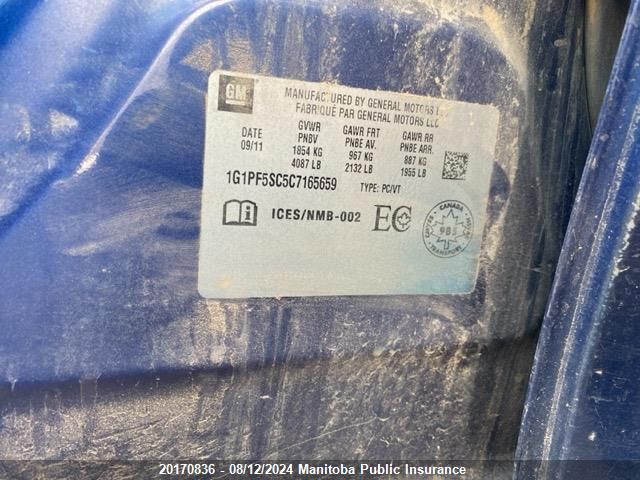 GM
MANUFACTURED BY GENERAL MOTORS LLC
FABRIQUÉ PAR GENERAL MOTORS LLC
DATE GVWR GAWR FRT GAWR RR
09/11 PNBV PNBE AV. PNBE ARR.
1854 KG 967 KG 887 KG
4087 LB 2132 LB 1955 LB
1G1PF5SC5C7165659 TYPE: PC/VT
ICES/NMB-002 EC
CANADA
TRANSPORT
20170836 - 08/12/2024 Manitoba Public Insurance